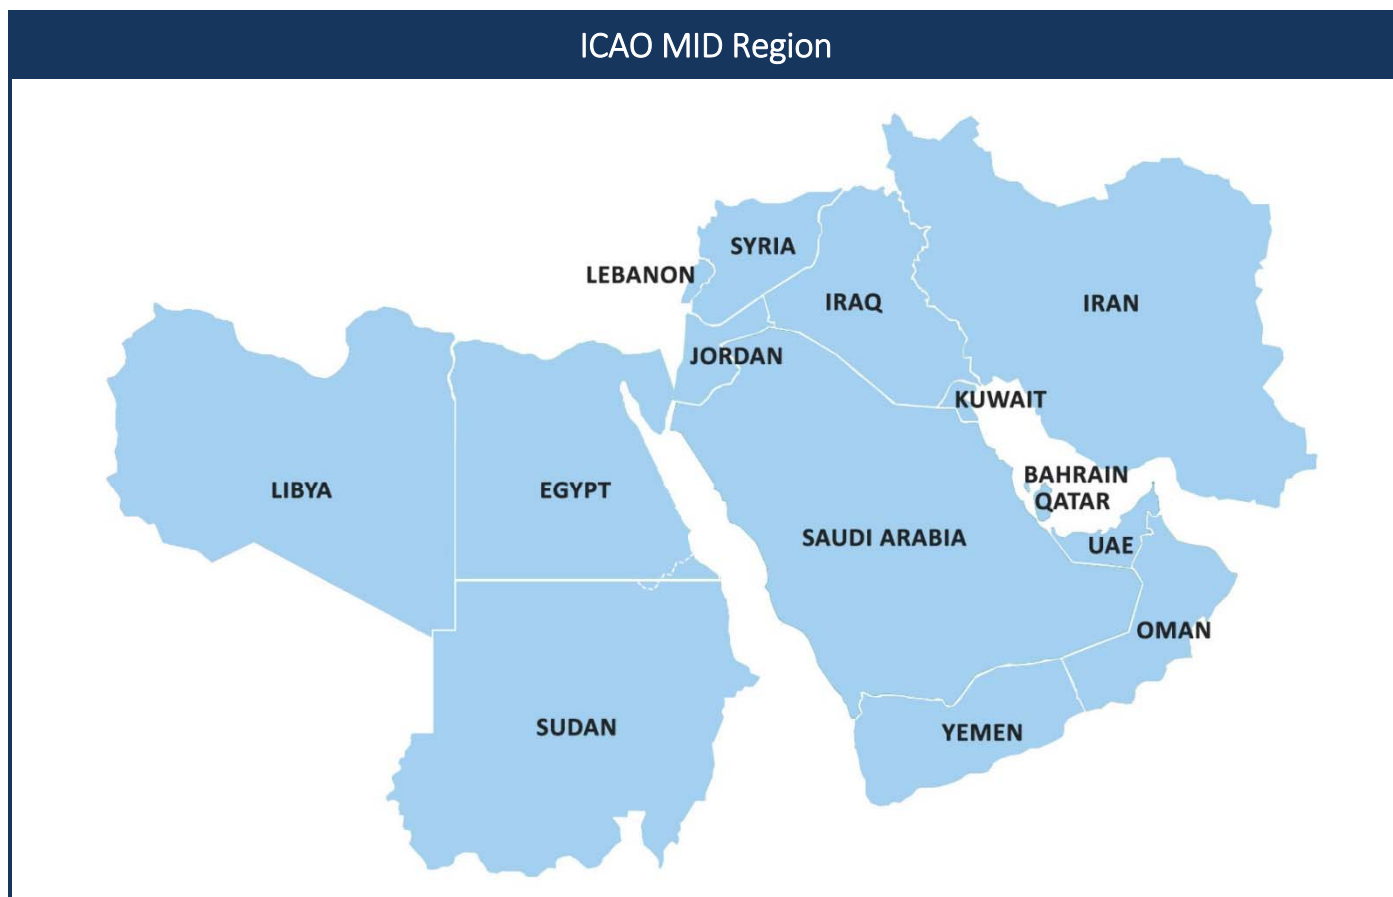 ICAO MID Region
SYRIA
LEBANON
IRAQ
IRAN
JORDAN
KUWAIT
BAHRAIN
QATAR
LIBYA
EGYPT
SAUDI ARABIA
UAE
OMAN
SUDAN
YEMEN